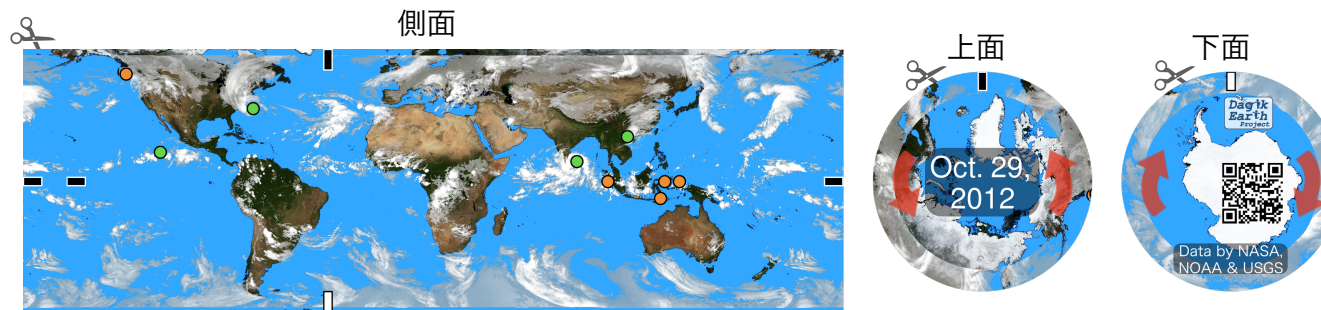 側面
上面
下面
Oct. 29,
2012
Dagik
Earth
Project
Data by NASA,
NOAA & USGS